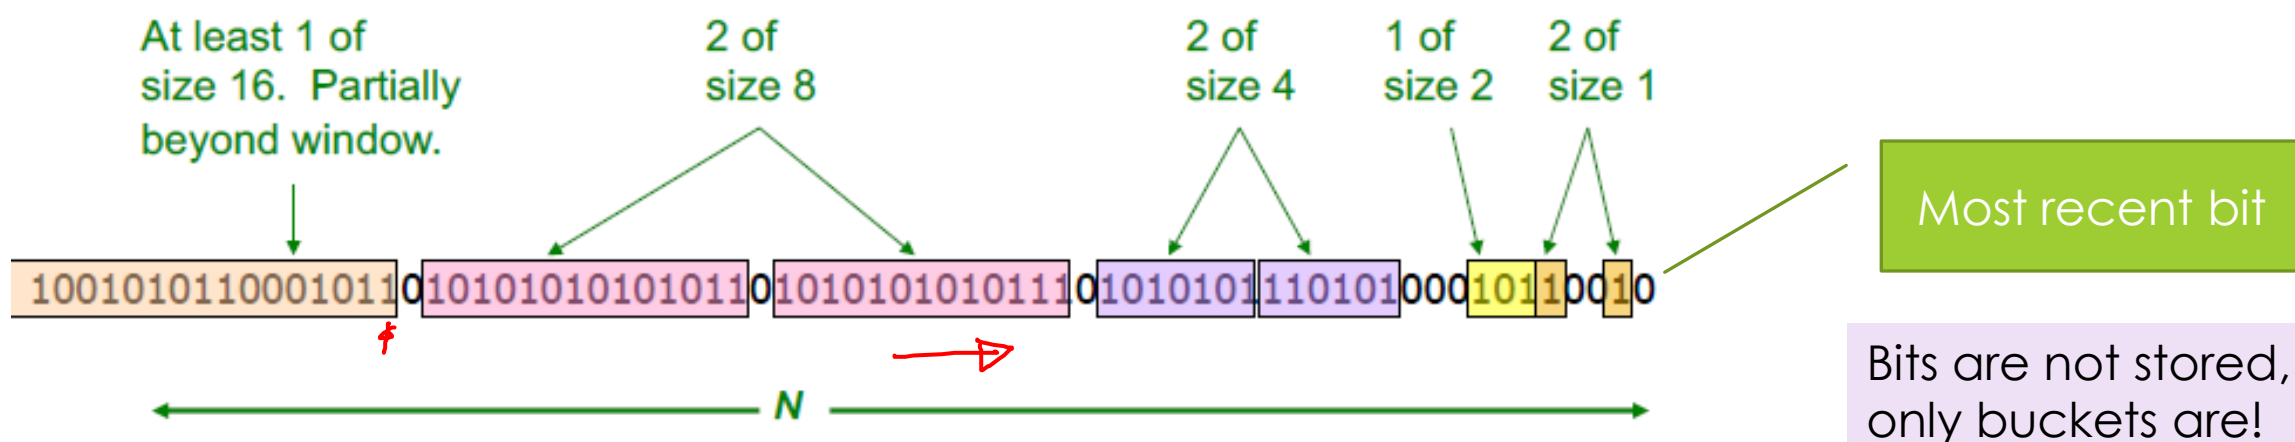 At least 1 of
size 16. Partially
beyond window.
2 of
size 8
2 of
size 4
1 of
size 2
2 of
size 1
Most recent bit
1001010110001011010101010101011010101010101110101010111010100010110010
N
Bits are not stored,
only buckets are!